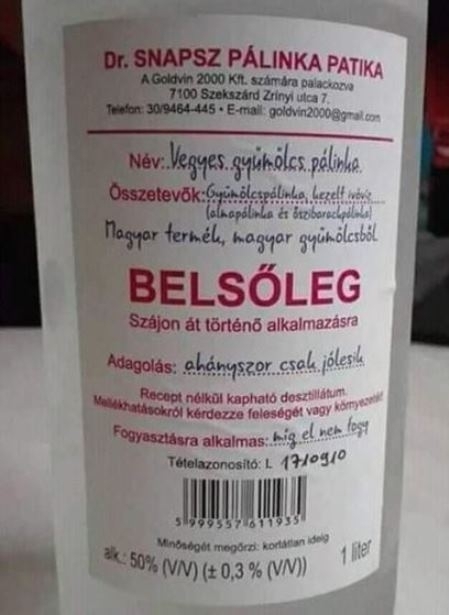 Dr. SNAPSZ PÁLINKA PATIKA
A Goldvin 2000 Kft. számára palackozva
7100 Szekszárd Zrínyi utca 7.
Telefon: 30/9464-445 • E-mail: goldvin2000@gmail.com
Név: Vegyes gyümölcs pálinka
Összetevők: Gyümölcspálinka, kezelt ivóvíz
(almapálinka és őszibarackpálinka)
Magyar termék, magyar gyümölcsből
BELSŐLEG
Szájon át történő alkalmazásra
Adagolás: ahányszor csak jólesik
Recept nélkül kapható desztillátum.
Mellékhatásokról kérdezze feleségét vagy környezetét!
Fogyasztásra alkalmas: míg el nem fogy
Tételazonosító: L 1710910
5 999557 611935
Minőségét megőrzi: korlátlan ideig
alk.: 50% (V/V) (± 0,3 % (V/V)) 1 liter